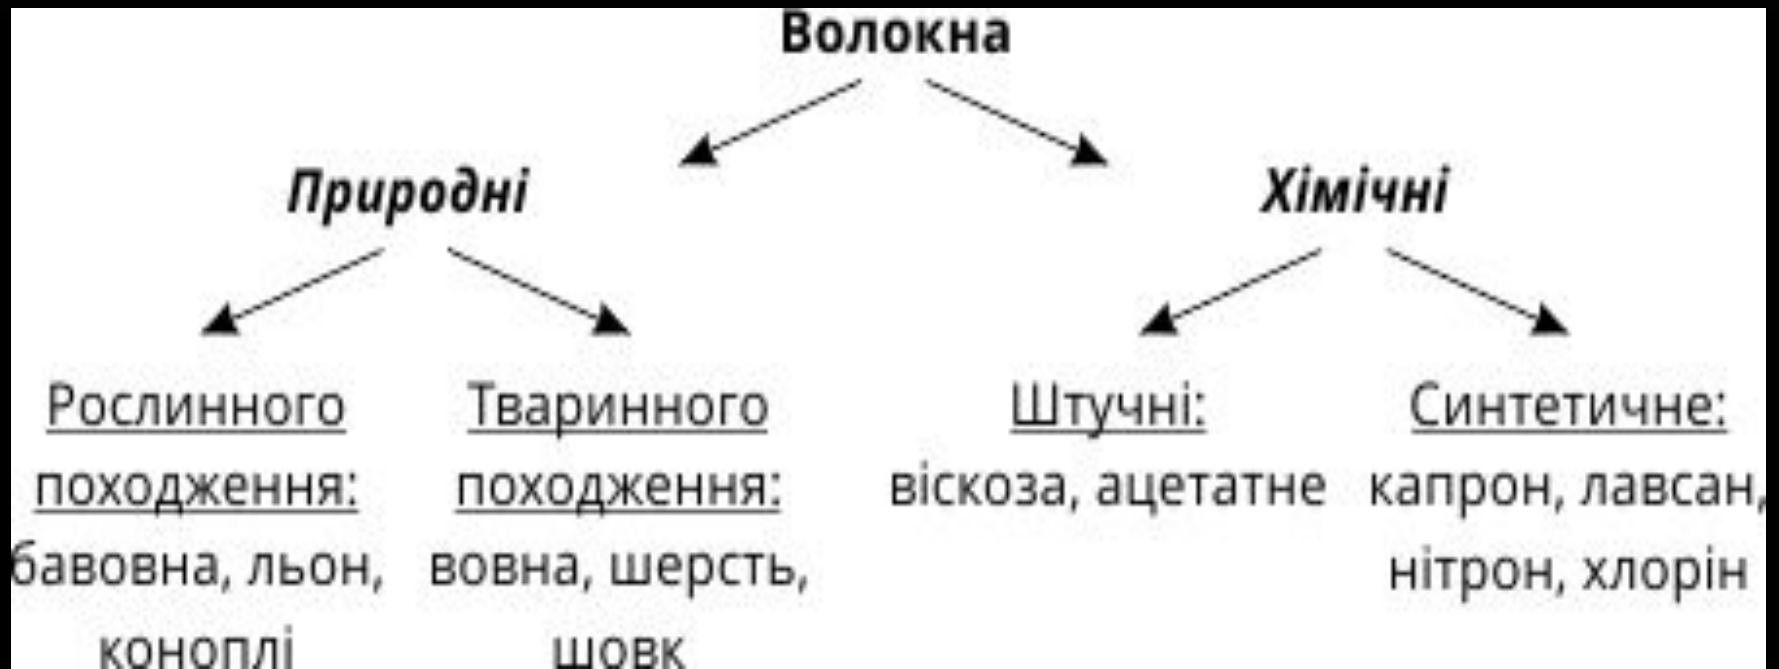 Волокна
Природні
Хімічні
Рослинного
походження:
бавовна, льон,
коноплі
Тваринного
походження:
вовна, шерсть,
шовк
Штучні:
віскоза, ацетатне
Синтетичне:
капрон, лавсан,
нітрон, хлорін